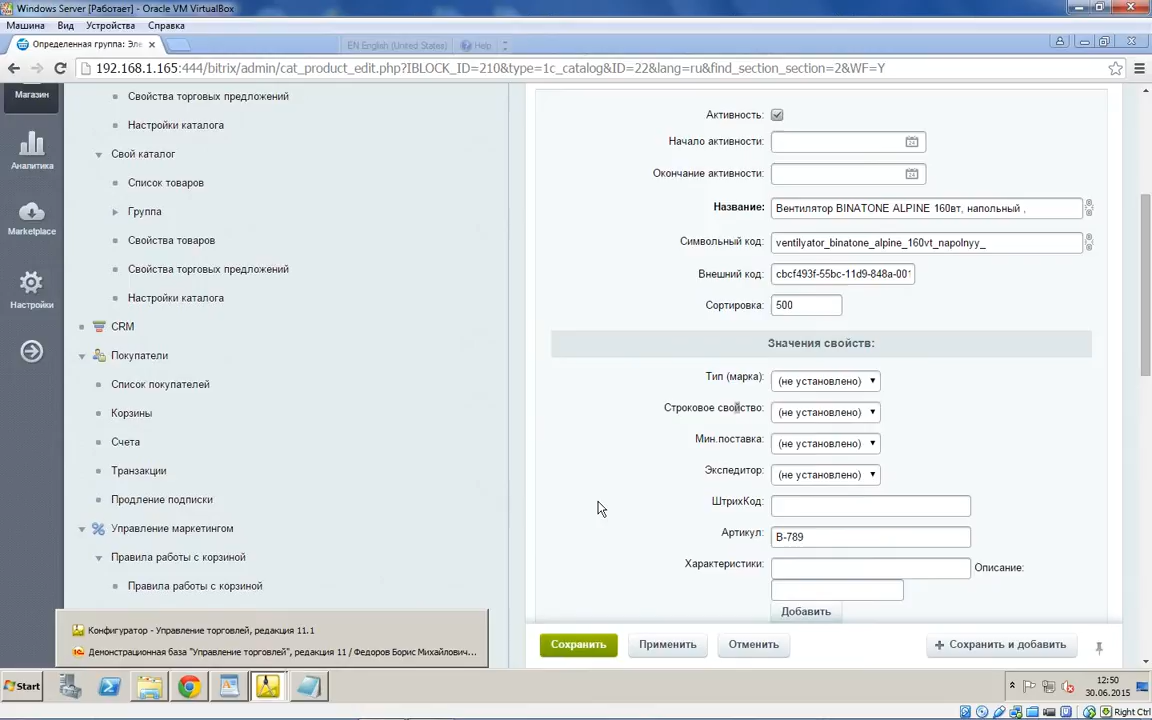 Windows Server [Работает] - Oracle VM VirtualBox
Машина Вид Устройства Справка
Определенная группа: Эле
EN English (United States) Help
192.168.1.165:444/bitrix/admin/cat_product_edit.php?IBLOCK_ID=210&type=1c_catalog&ID=22&lang=ru&find_section_section=2&WF=Y
Магазин
Аналитика
Marketplace
Настройки
Свойства торговых предложений
Настройки каталога
Свой каталог
Список товаров
Группа
Свойства товаров
Свойства торговых предложений
Настройки каталога
CRM
Покупатели
Список покупателей
Корзины
Счета
Транзакции
Продление подписки
Управление маркетингом
Правила работы с корзиной
Правила работы с корзиной
Активность:
Начало активности:
Окончание активности:
Название: Вентилятор BINATONE ALPINE 160вт, напольный ,
Символьный код: ventilyator_binatone_alpine_160vt_napolnyy_
Внешний код: cbcf493f-55bc-11d9-848a-001
Сортировка: 500
Значения свойств:
Тип (марка): (не установлено)
Строковое свойство: (не установлено)
Мин.поставка: (не установлено)
Экспедитор: (не установлено)
ШтрихКод:
Артикул: B-789
Характеристики: Описание:
Добавить
Сохранить Применить Отменить + Сохранить и добавить
Конфигуратор - Управление торговлей, редакция 11.1
Демонстрационная база "Управление торговлей", редакция 11 / Федоров Борис Михайлович...
Start
12:50
30.06.2015
Right Ctrl